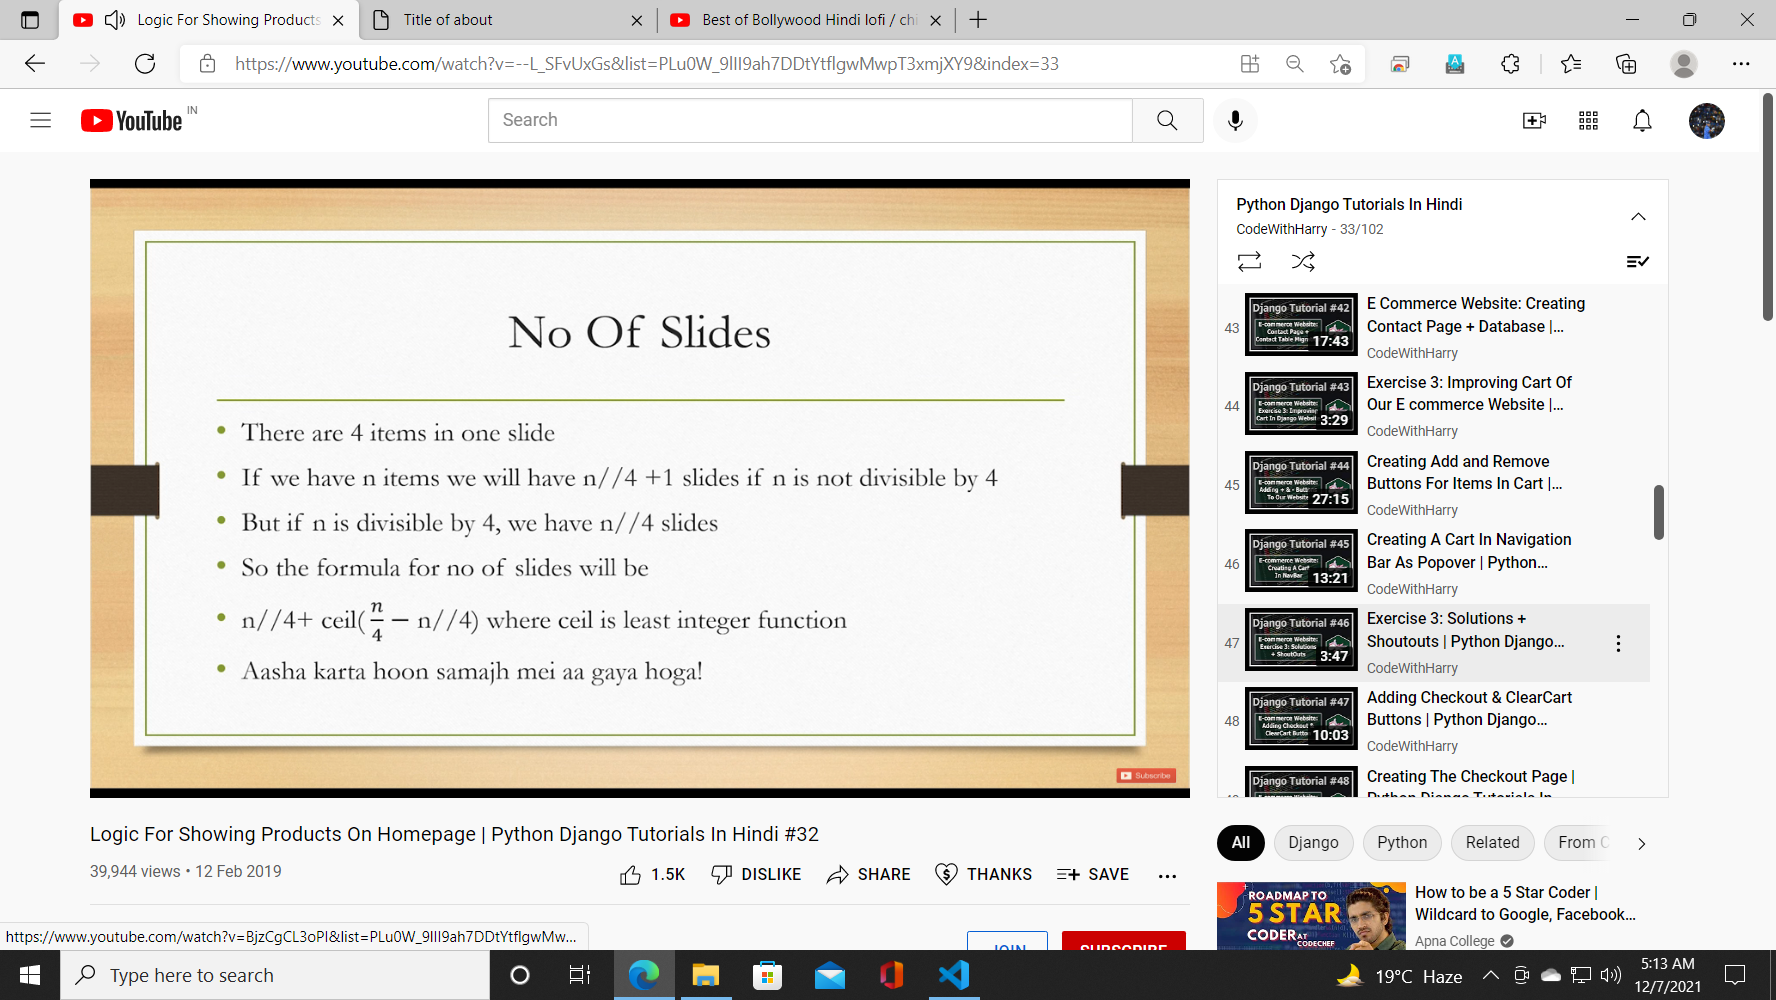 Logic For Showing Products
Title of about
Best of Bollywood Hindi lofi / chi
https://www.youtube.com/watch?v=--L_SFvUxGs&list=PLu0W_9lII9ah7DDtYtflgwMwpT3xmjXY9&index=33
YouTube IN
Search
No Of Slides
• There are 4 items in one slide
• If we have n items we will have n//4 +1 slides if n is not divisible by 4
• But if n is divisible by 4, we have n//4 slides
• So the formula for no of slides will be
• n//4+ ceil(n/4 − n//4) where ceil is least integer function
• Aasha karta hoon samajh mei aa gaya hoga!
Subscribe
Logic For Showing Products On Homepage | Python Django Tutorials In Hindi #32
39,944 views • 12 Feb 2019
1.5K DISLIKE SHARE THANKS SAVE
JOIN SUBSCRIBE
Python Django Tutorials In Hindi
CodeWithHarry - 33/102
43
Django Tutorial #42
E-commerce Website:
Contact Page +
17:43
E Commerce Website: Creating
Contact Page + Database |...
CodeWithHarry
44
Django Tutorial #43
E-commerce Website:
Exercise 3: Improving
3:29
Exercise 3: Improving Cart Of
Our E commerce Website |...
CodeWithHarry
45
Django Tutorial #44
E-commerce Website:
To Our Website
27:15
Creating Add and Remove
Buttons For Items In Cart |...
CodeWithHarry
46
Django Tutorial #45
E-commerce Website:
Creating A Cart
In NavBar
13:21
Creating A Cart In Navigation
Bar As Popover | Python...
CodeWithHarry
47
Django Tutorial #46
E-commerce Website:
Exercise 3: Solutions
+ ShoutOuts
3:47
Exercise 3: Solutions +
Shoutouts | Python Django...
CodeWithHarry
48
Django Tutorial #47
E-commerce Website:
Adding Checkout
10:03
Adding Checkout & ClearCart
Buttons | Python Django...
CodeWithHarry
Django Tutorial #48
Creating The Checkout Page |
Python Django Tutorials In
All Django Python Related From C
ROADMAP TO
5 STAR
CODER AT
CODECHEF
How to be a 5 Star Coder |
Wildcard to Google, Facebook...
Apna College
https://www.youtube.com/watch?v=BjzCgCL3oPI&list=PLu0W_9lII9ah7DDtYtflgwMw...
Type here to search
19°C Haze
5:13 AM
12/7/2021